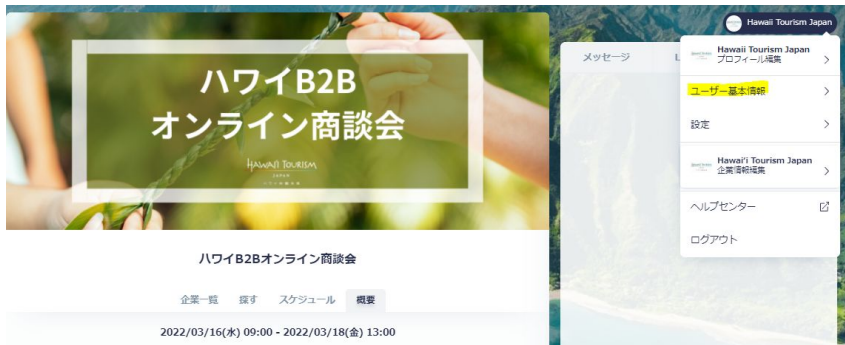 Hawaii Tourism Japan
ハワイB2B
オンライン商談会
HAWAI'I TOURISM
JAPAN
メッセージ
Hawaii Tourism Japan
プロフィール編集
ユーザー基本情報
設定
Hawai'i Tourism Japan
企業情報編集
ヘルプセンター
ログアウト
ハワイB2Bオンライン商談会
企業一覧 探す スケジュール 概要
2022/03/16(水) 09:00 - 2022/03/18(金) 13:00